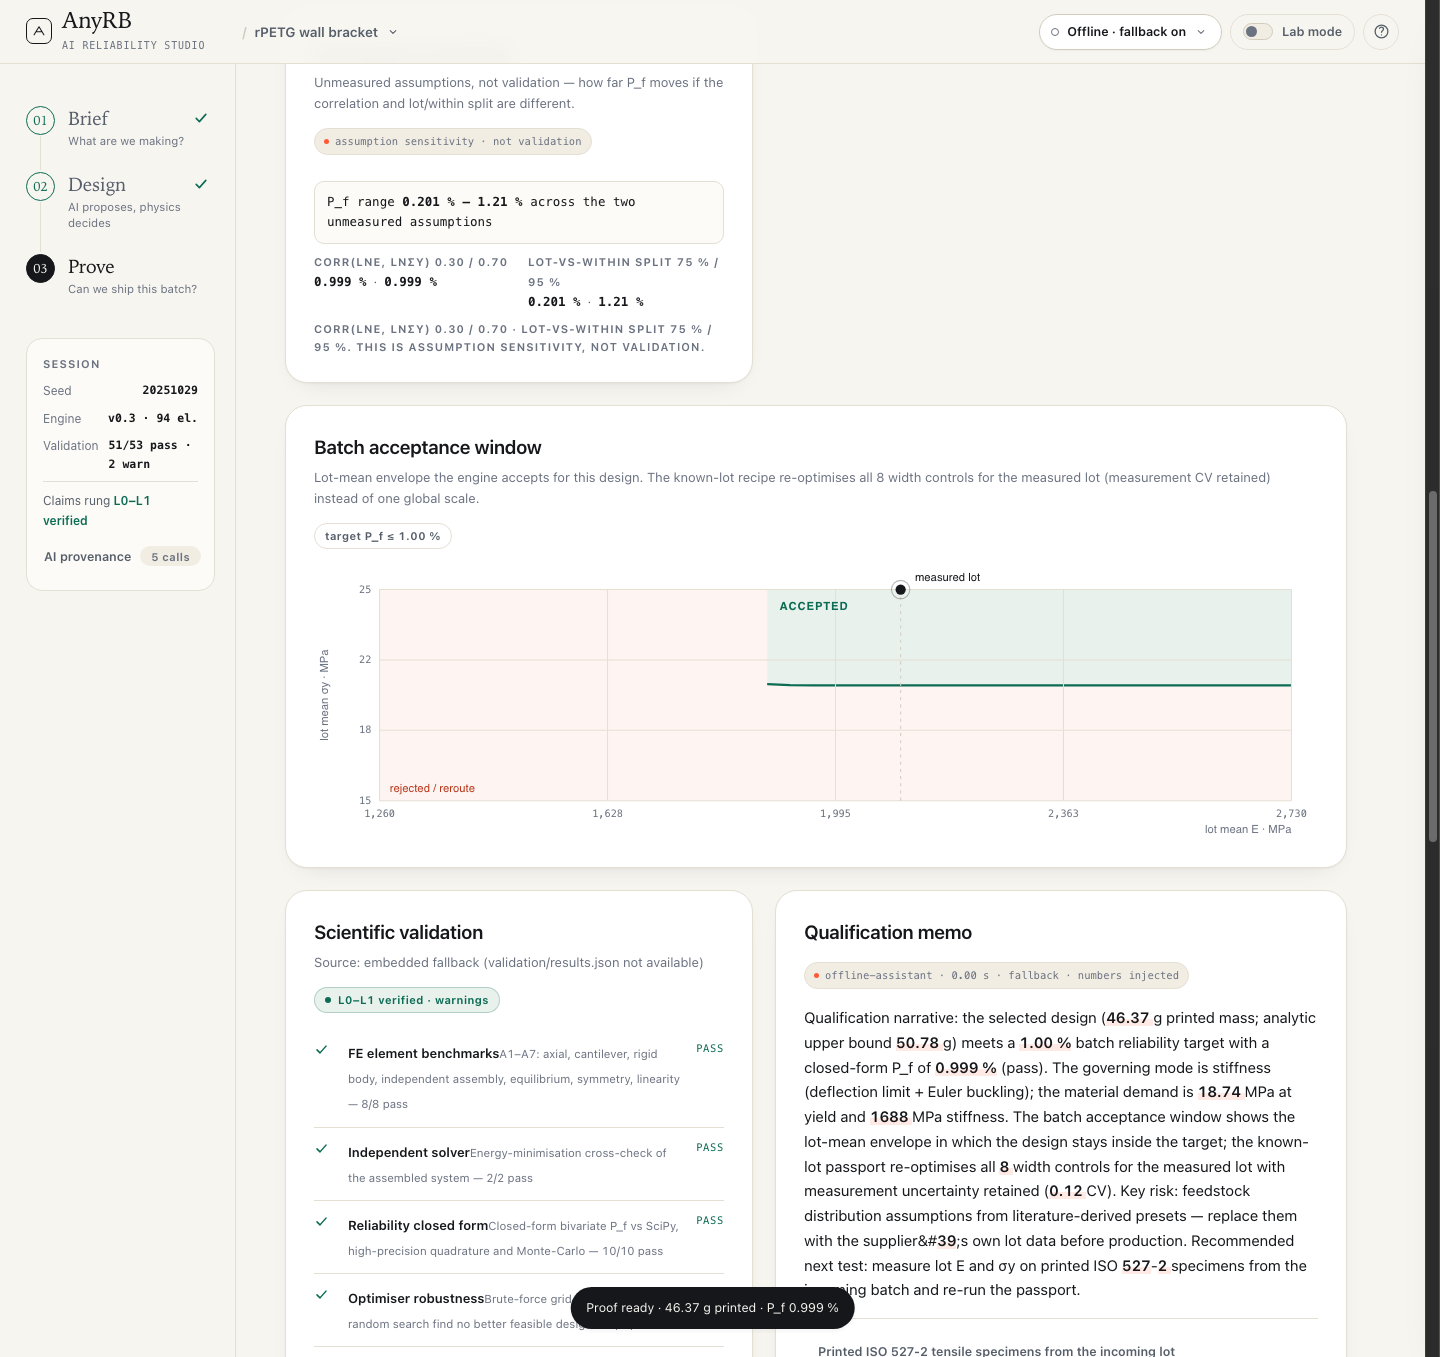 AnyRB
AI RELIABILITY STUDIO
/ rPETG wall bracket
Offline · fallback on
Lab mode
01 Brief
What are we making?
02 Design
AI proposes, physics
decides
03 Prove
Can we ship this batch?
SESSION
Seed 20251029
Engine v0.3 · 94 el.
Validation 51/53 pass ·
2 warn
Claims rung L0–L1
verified
AI provenance 5 calls
Unmeasured assumptions, not validation — how far P_f moves if the
correlation and lot/within split are different.
assumption sensitivity · not validation
P_f range 0.201 % — 1.21 % across the two
unmeasured assumptions
CORR(LNE, LNΣY) 0.30 / 0.70
0.999 % · 0.999 %
LOT-VS-WITHIN SPLIT 75 % /
95 %
0.201 % · 1.21 %
CORR(LNE, LNΣY) 0.30 / 0.70 · LOT-VS-WITHIN SPLIT 75 % /
95 %. THIS IS ASSUMPTION SENSITIVITY, NOT VALIDATION.
Batch acceptance window
Lot-mean envelope the engine accepts for this design. The known-lot recipe re-optimises all 8 width controls for the measured lot (measurement CV retained)
instead of one global scale.
target P_f ≤ 1.00 %
measured lot
25
ACCEPTED
22
lot mean σy · MPa
18
rejected / reroute
15
1,260 1,628 1,995 2,363 2,730
lot mean E · MPa
Scientific validation
Source: embedded fallback (validation/results.json not available)
L0–L1 verified · warnings
FE element benchmarksA1–A7: axial, cantilever, rigid PASS
body, independent assembly, equilibrium, symmetry, linearity
— 8/8 pass
Independent solverEnergy-minimisation cross-check of PASS
the assembled system — 2/2 pass
Reliability closed formClosed-form bivariate P_f vs SciPy, PASS
high-precision quadrature and Monte-Carlo — 10/10 pass
Optimiser robustnessBrute-force grid
random search find no better feasible
Qualification memo
offline-assistant · 0.00 s · fallback · numbers injected
Qualification narrative: the selected design (46.37 g printed mass; analytic
upper bound 50.78 g) meets a 1.00 % batch reliability target with a
closed-form P_f of 0.999 % (pass). The governing mode is stiffness
(deflection limit + Euler buckling); the material demand is 18.74 MPa at
yield and 1688 MPa stiffness. The batch acceptance window shows the
lot-mean envelope in which the design stays inside the target; the known-
lot passport re-optimises all 8 width controls for the measured lot with
measurement uncertainty retained (0.12 CV). Key risk: feedstock
distribution assumptions from literature-derived presets — replace them
with the supplier&#39;s own lot data before production. Recommended
next test: measure lot E and σy on printed ISO 527-2 specimens from the
batch and re-run the passport.
Proof ready · 46.37 g printed · P_f 0.999 %
Printed ISO 527-2 tensile specimens from the incoming lot